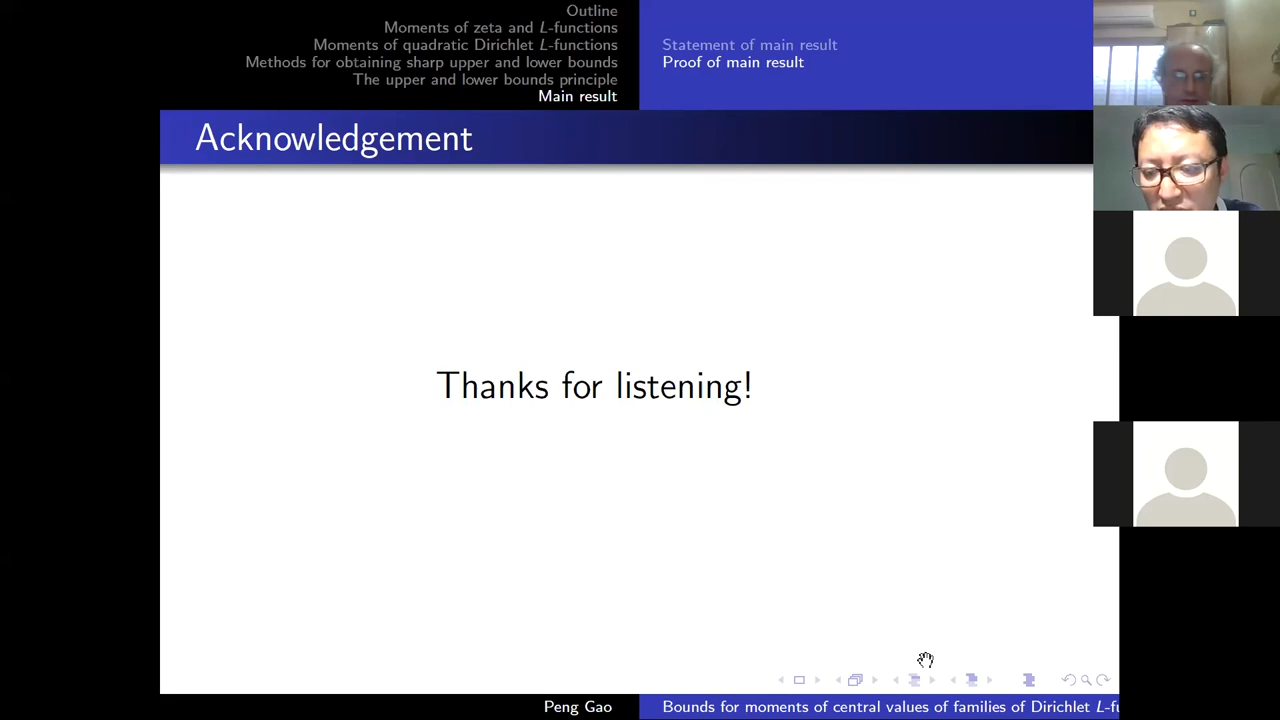 Outline
Moments of zeta and L-functions
Moments of quadratic Dirichlet L-functions
Methods for obtaining sharp upper and lower bounds
The upper and lower bounds principle
Main result
Statement of main result
Proof of main result
Acknowledgement
Thanks for listening!
Peng Gao
Bounds for moments of central values of families of Dirichlet L-fu